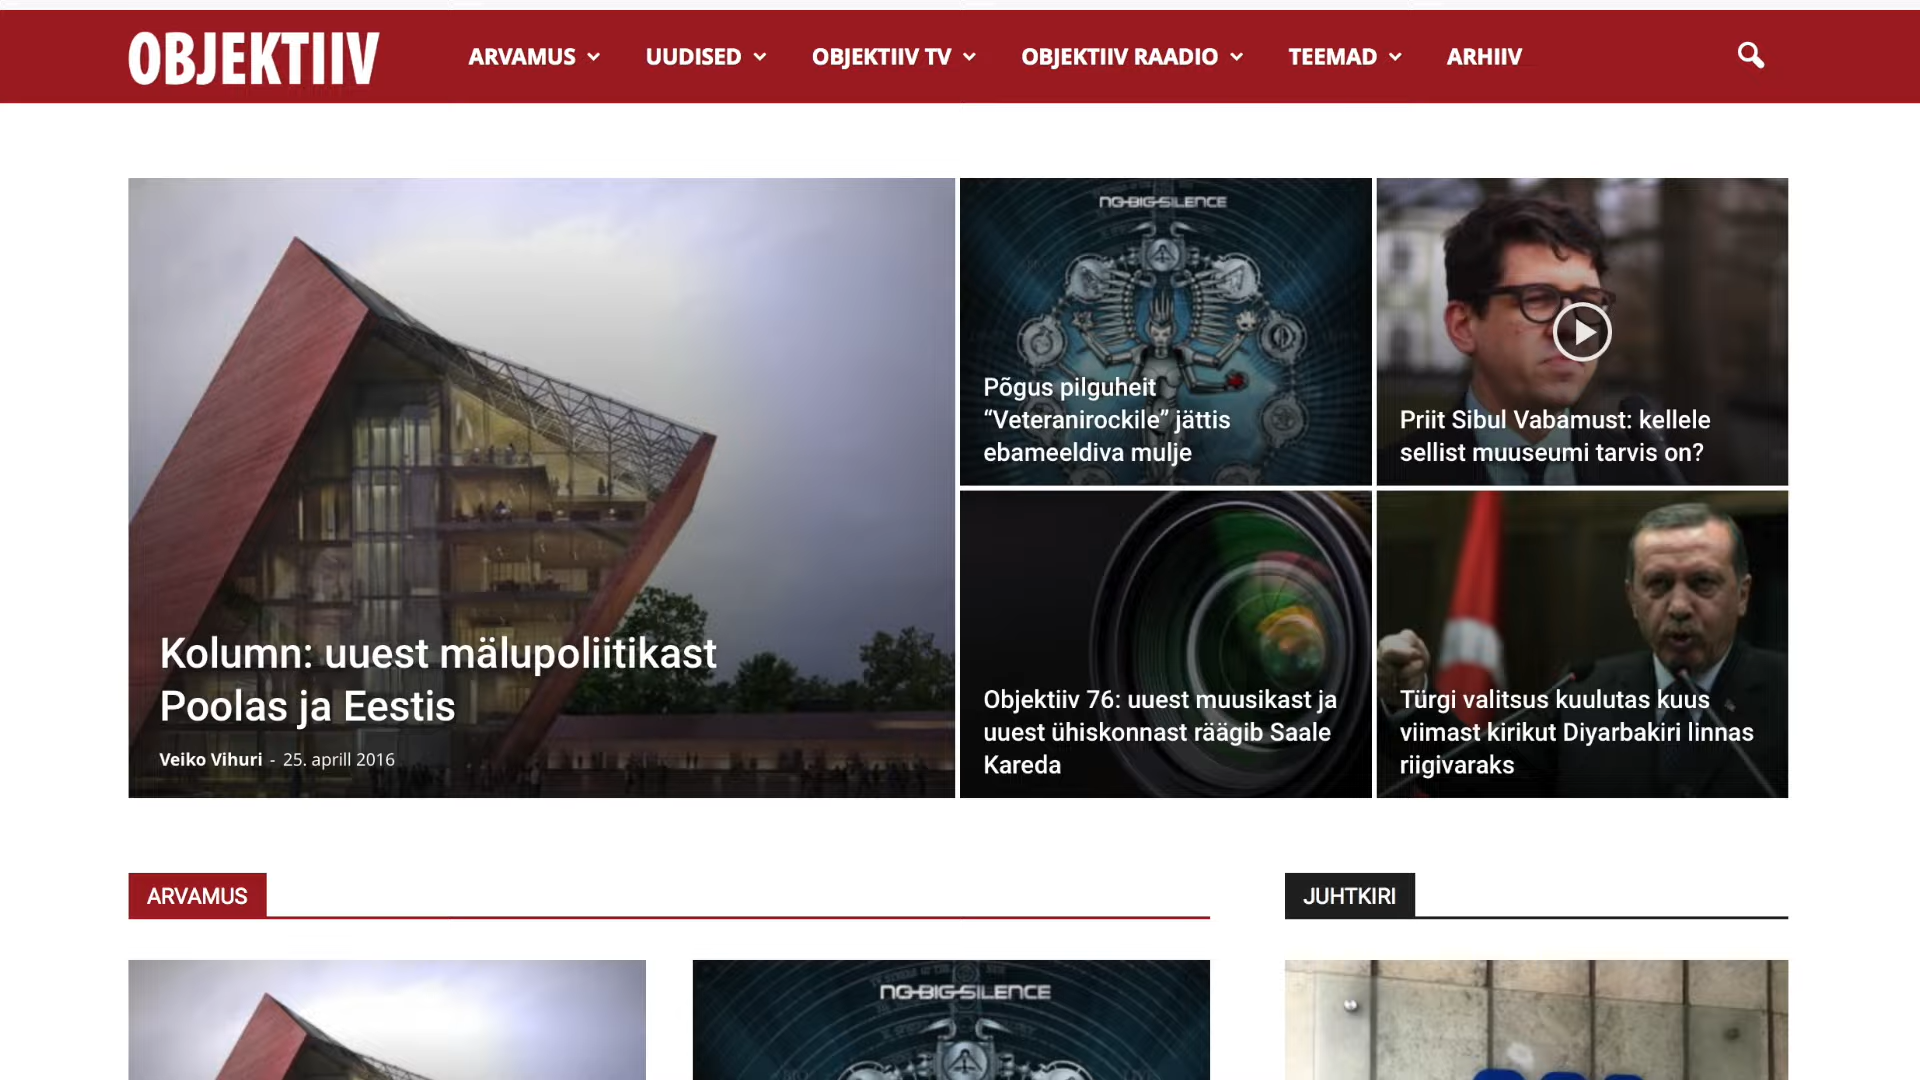 OBJEKTIIV
ARVAMUS
UUDISED
OBJEKTIIV TV
OBJEKTIIV RAADIO
TEEMAD
ARHIIV
Kolumn: uuest mälupoliitikast
Poolas ja Eestis
Veiko Vihuri - 25. aprill 2016
NO-BIG-SILENCE
Põgus pilguheit
“Veteranirockile” jättis
ebameeldiva mulje
Priit Sibul Vabamust: kellele
sellist muuseumi tarvis on?
Objektiiv 76: uuest muusikast ja
uuest ühiskonnast räägib Saale
Kareda
Türgi valitsus kuulutas kuus
viimast kirikut Diyarbakiri linnas
riigivaraks
ARVAMUS
JUHTKIRI
NO-BIG-SILENCE